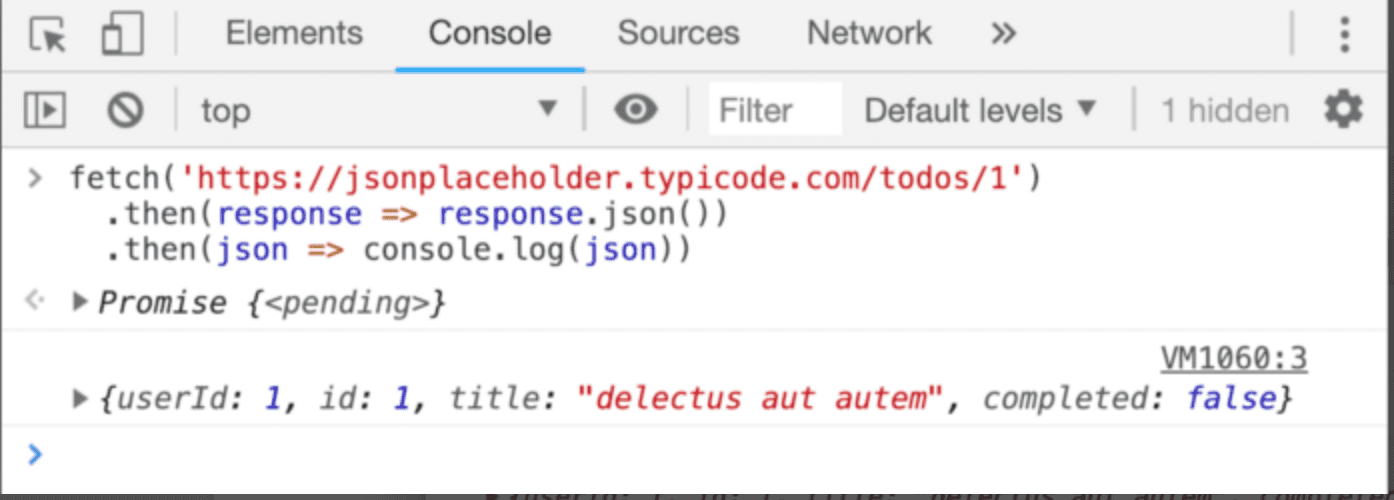 Elements Console Sources Network »
top Filter Default levels 1 hidden
> fetch('https://jsonplaceholder.typicode.com/todos/1')
.then(response => response.json())
.then(json => console.log(json))
Promise {<pending>}
VM1060:3
{userId: 1, id: 1, title: "delectus aut autem", completed: false}
>